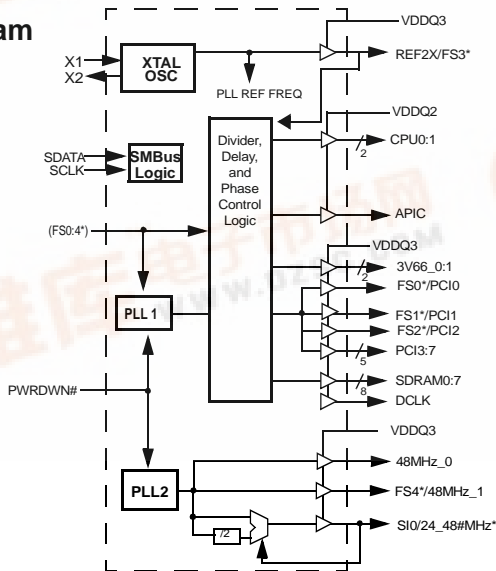 am
VDDQ3
X1
X2
XTAL
OSC
REF2X/FS3*
PLL REF FREQ
VDDQ2
Divider,
Delay,
and
Phase
Control
Logic
CPU0:1
2
SDATA
SCLK
SMBus
Logic
APIC
(FS0:4*)
VDDQ3
3V66_0:1
2
FS0*/PCI0
PLL 1
FS1*/PCI1
FS2*/PCI2
PCI3:7
5
PWRDWN#
SDRAM0:7
8
DCLK
VDDQ3
48MHz_0
PLL2
FS4*/48MHz_1
/2
SI0/24_48#MHz*